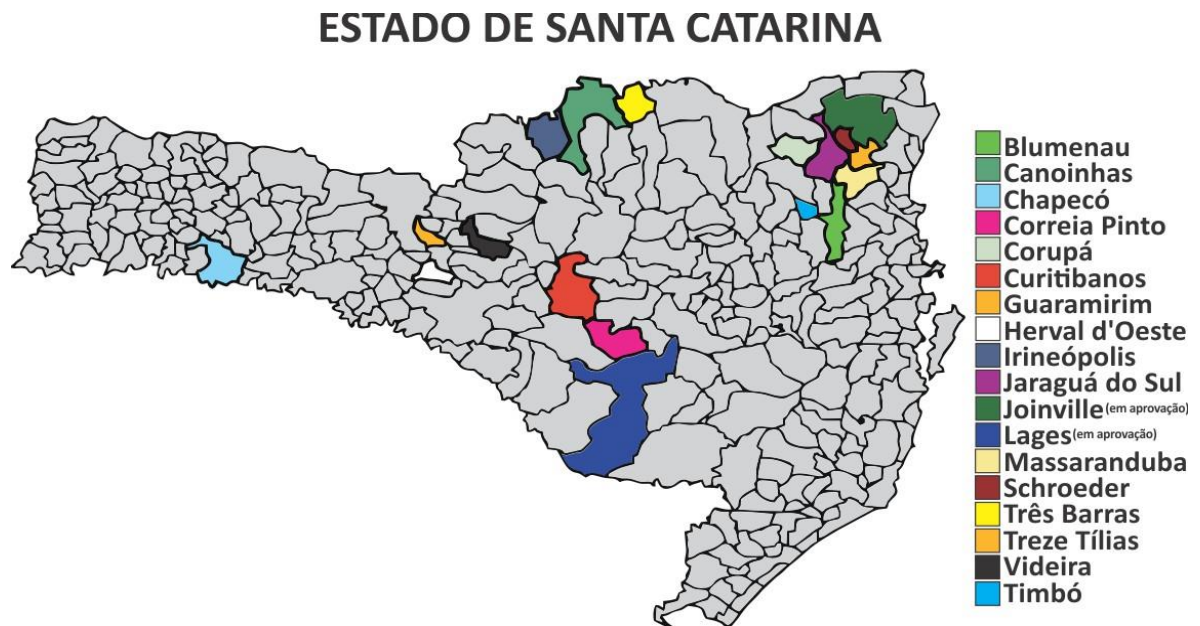 ESTADO DE SANTA CATARINA
Blumenau
Canoinhas
Chapecó
Correia Pinto
Corupá
Curitibanos
Guaramirim
Herval d'Oeste
Irineópolis
Jaraguá do Sul
Joinville (em aprovação)
Lages (em aprovação)
Massaranduba
Schroeder
Três Barras
Treze Tílias
Videira
Timbó